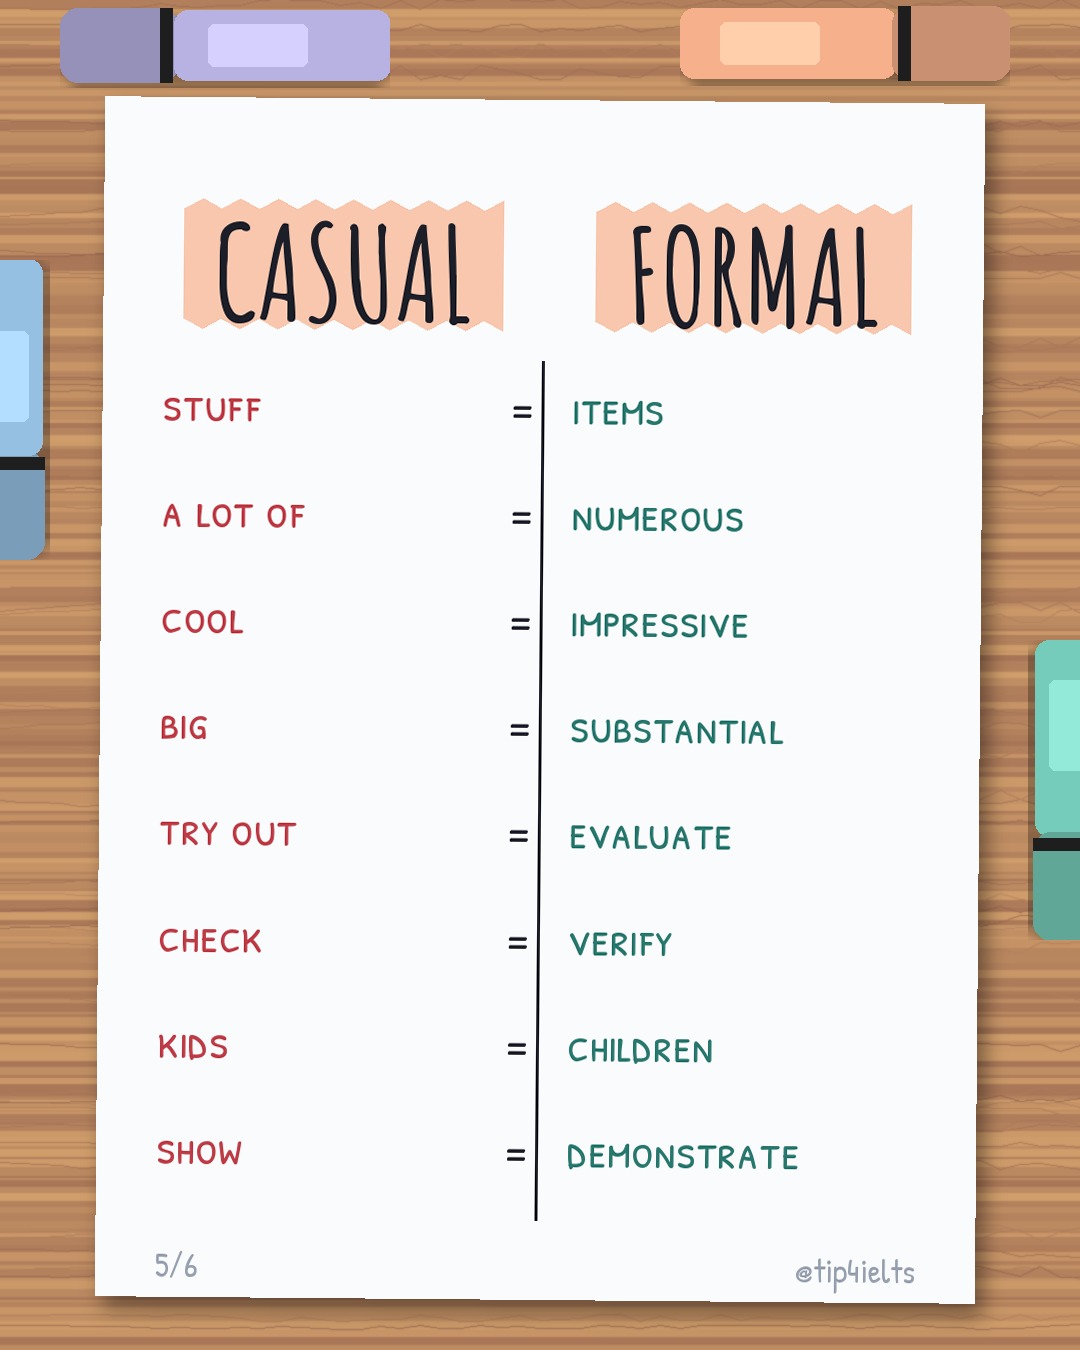 CASUAL FORMAL
STUFF = ITEMS
A LOT OF = NUMEROUS
COOL = IMPRESSIVE
BIG = SUBSTANTIAL
TRY OUT = EVALUATE
CHECK = VERIFY
KIDS = CHILDREN
SHOW = DEMONSTRATE
5/6 @tip4ielts